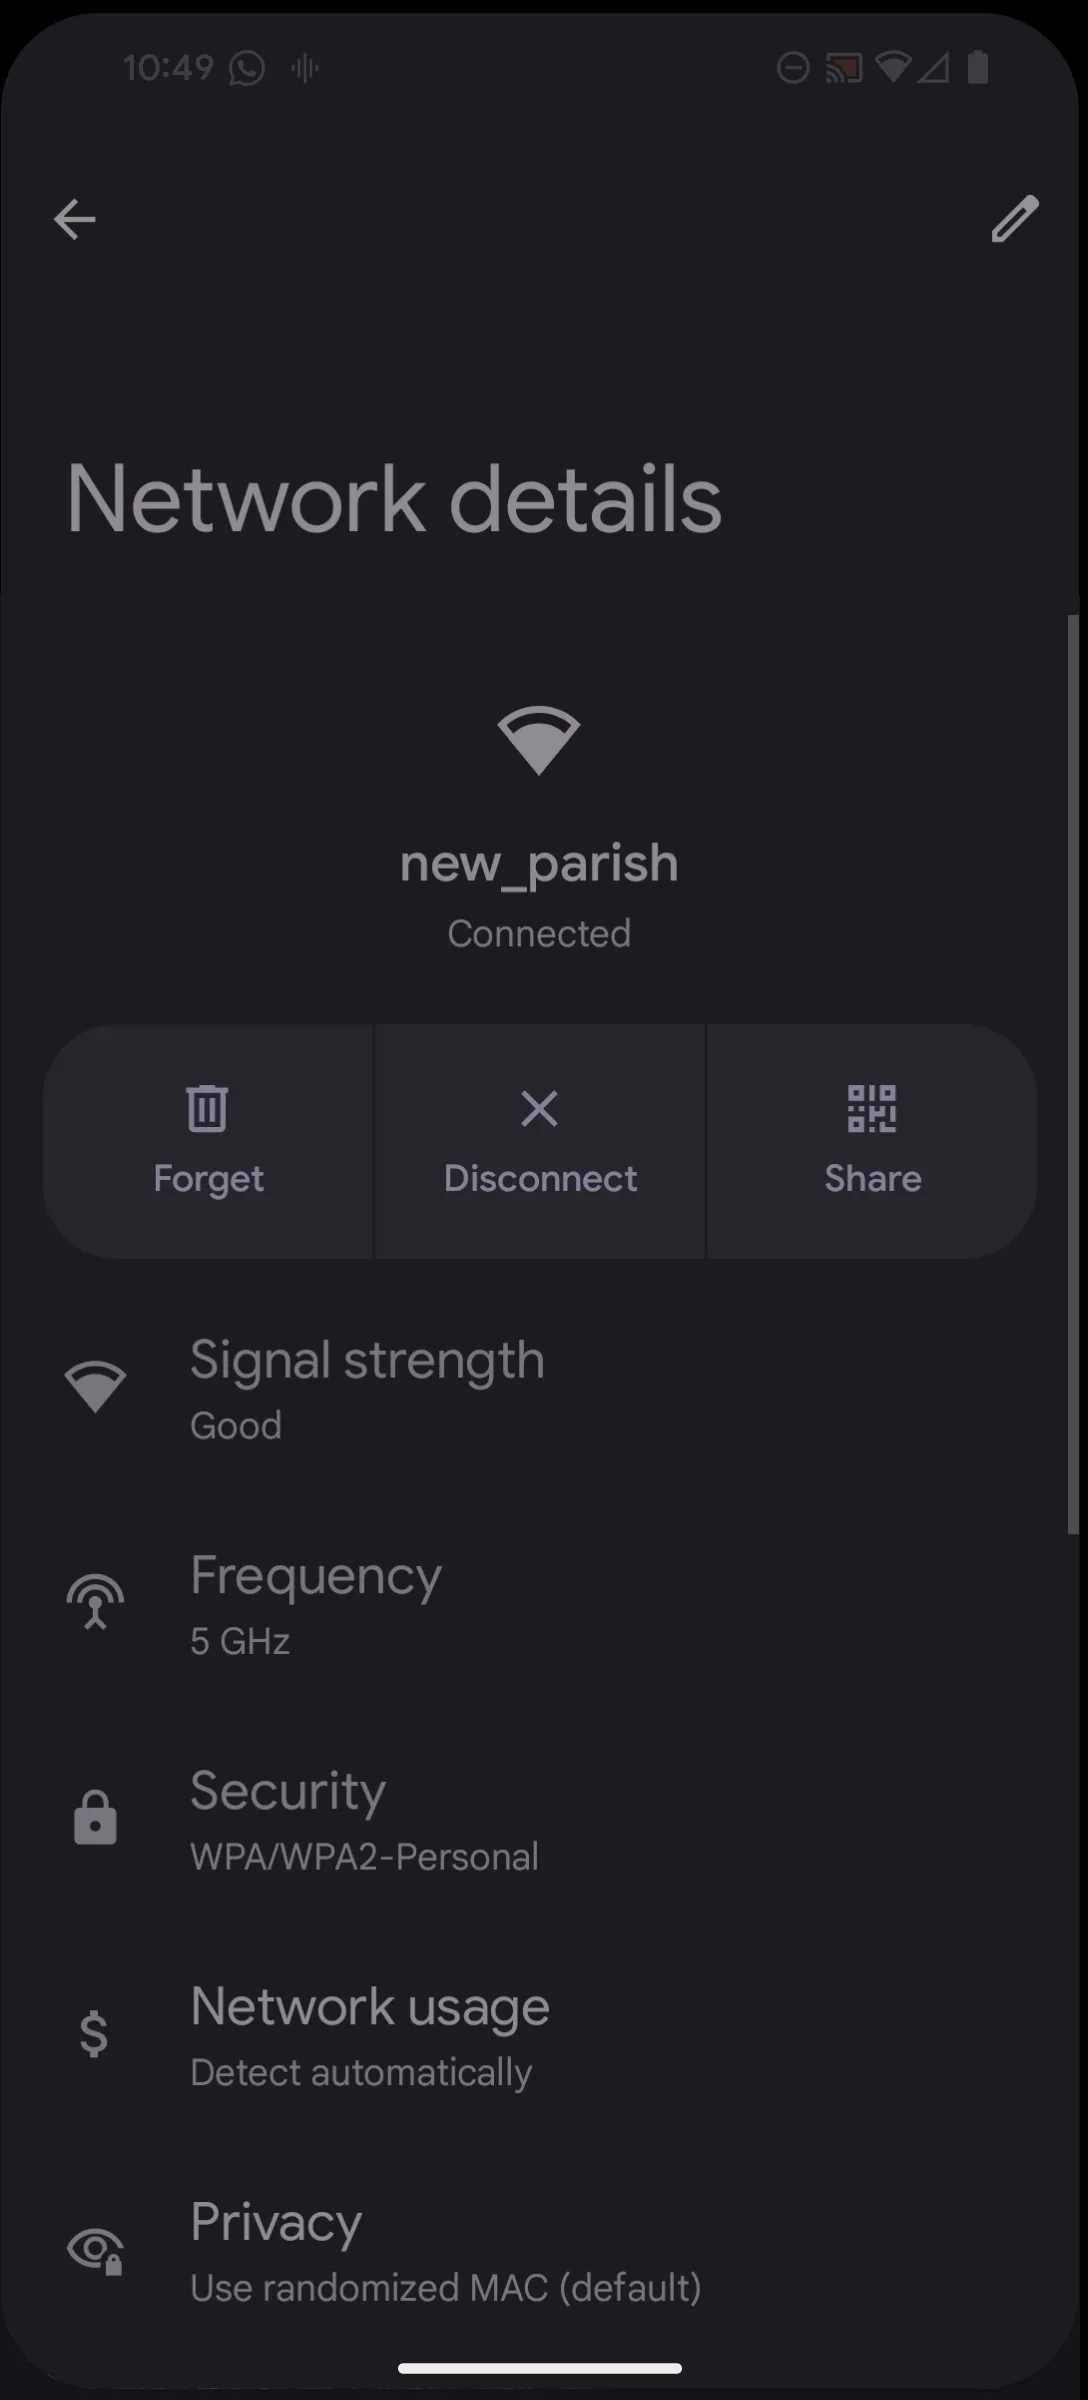 10:49
Network details
new_parish
Connected
Forget
Disconnect
Share
Signal strength
Good
Frequency
5 GHz
Security
WPA/WPA2-Personal
Network usage
Detect automatically
Privacy
Use randomized MAC (default)